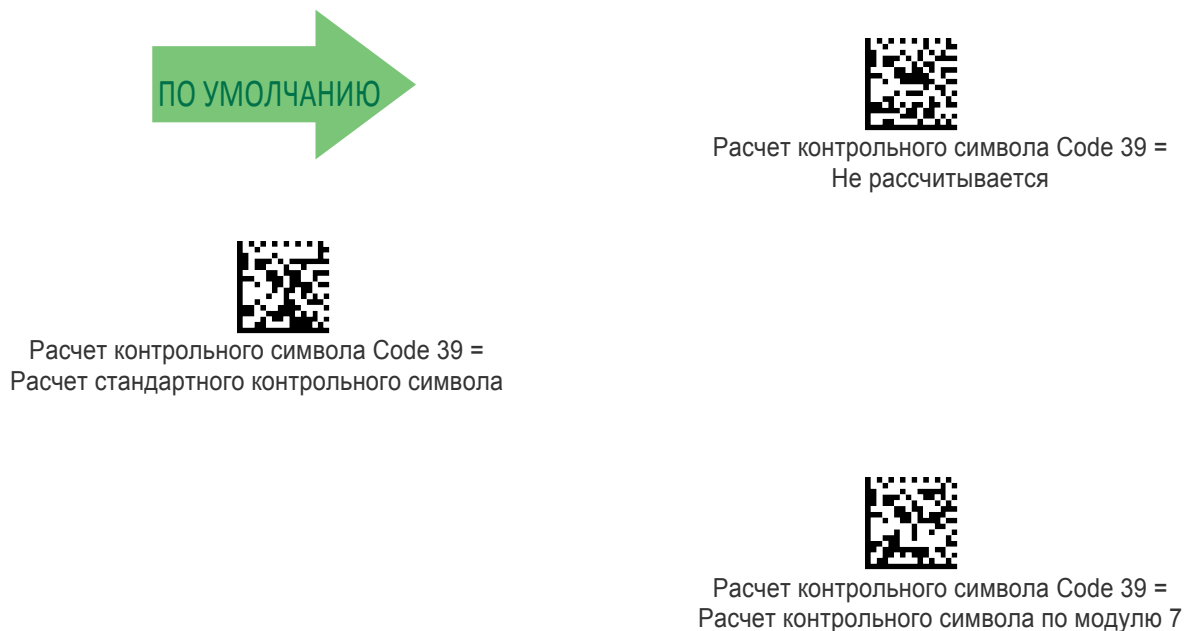 ПО УМОЛЧАНИЮ
Расчет контрольного символа Code 39 =
Не рассчитывается
Расчет контрольного символа Code 39 =
Расчет стандартного контрольного символа
Расчет контрольного символа Code 39 =
Расчет контрольного символа по модулю 7